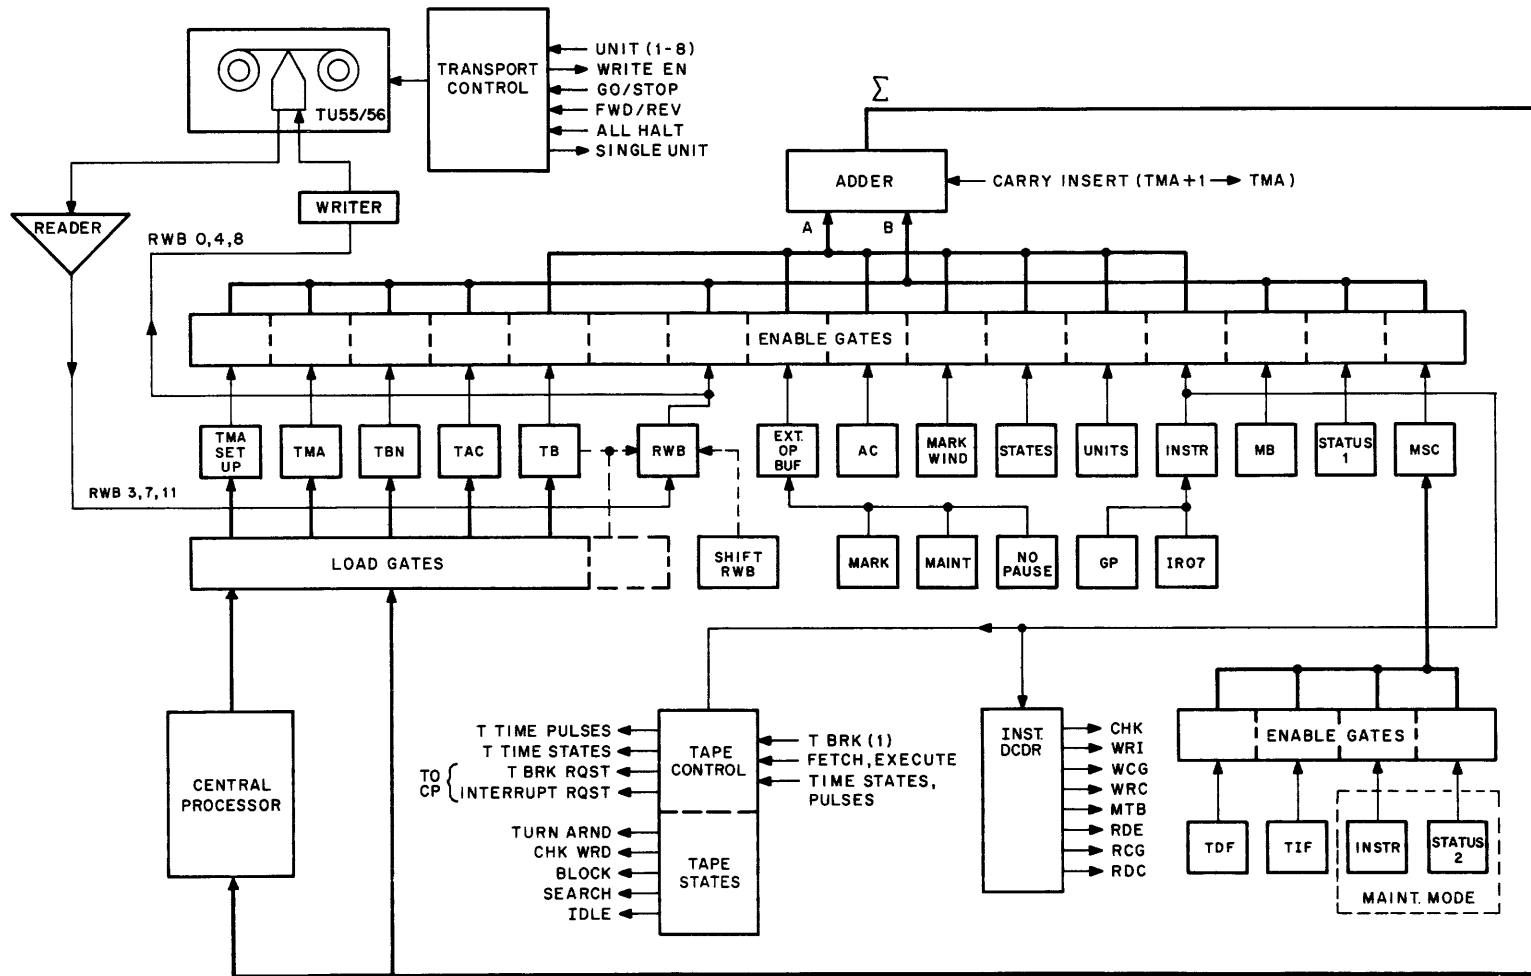 TU55/56
TRANSPORT
CONTROL
UNIT (1-8)
WRITE EN
GO/STOP
FWD/REV
ALL HALT
SINGLE UNIT
Σ
ADDER
CARRY INSERT (TMA+1 → TMA)
A
B
WRITER
READER
RWB 0,4,8
ENABLE GATES
TMA
SET
UP
TMA
TBN
TAC
TB
RWB
EXT.
OP
BUF
AC
MARK
WIND
STATES
UNITS
INSTR
MB
STATUS
1
MSC
RWB 3,7,11
LOAD GATES
SHIFT
RWB
MARK
MAINT
NO
PAUSE
GP
IR07
CENTRAL
PROCESSOR
T TIME PULSES
T TIME STATES
TO
CP
T BRK RQST
INTERRUPT RQST
TURN ARND
CHK WRD
BLOCK
SEARCH
IDLE
TAPE
CONTROL
TAPE
STATES
T BRK (1)
FETCH, EXECUTE
TIME STATES,
PULSES
INST.
DCDR
CHK
WRI
WCG
WRC
MTB
RDE
RCG
RDC
ENABLE GATES
TDF
TIF
INSTR
STATUS
2
MAINT. MODE